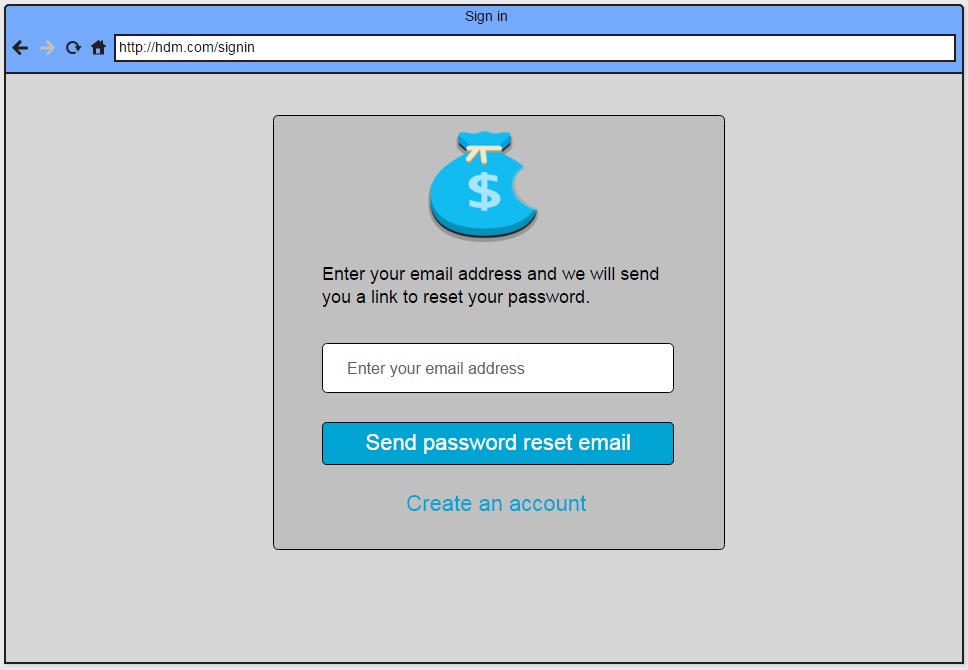 Sign in
http://hdm.com/signin
$
Enter your email address and we will send
you a link to reset your password.
Enter your email address
Send password reset email
Create an account